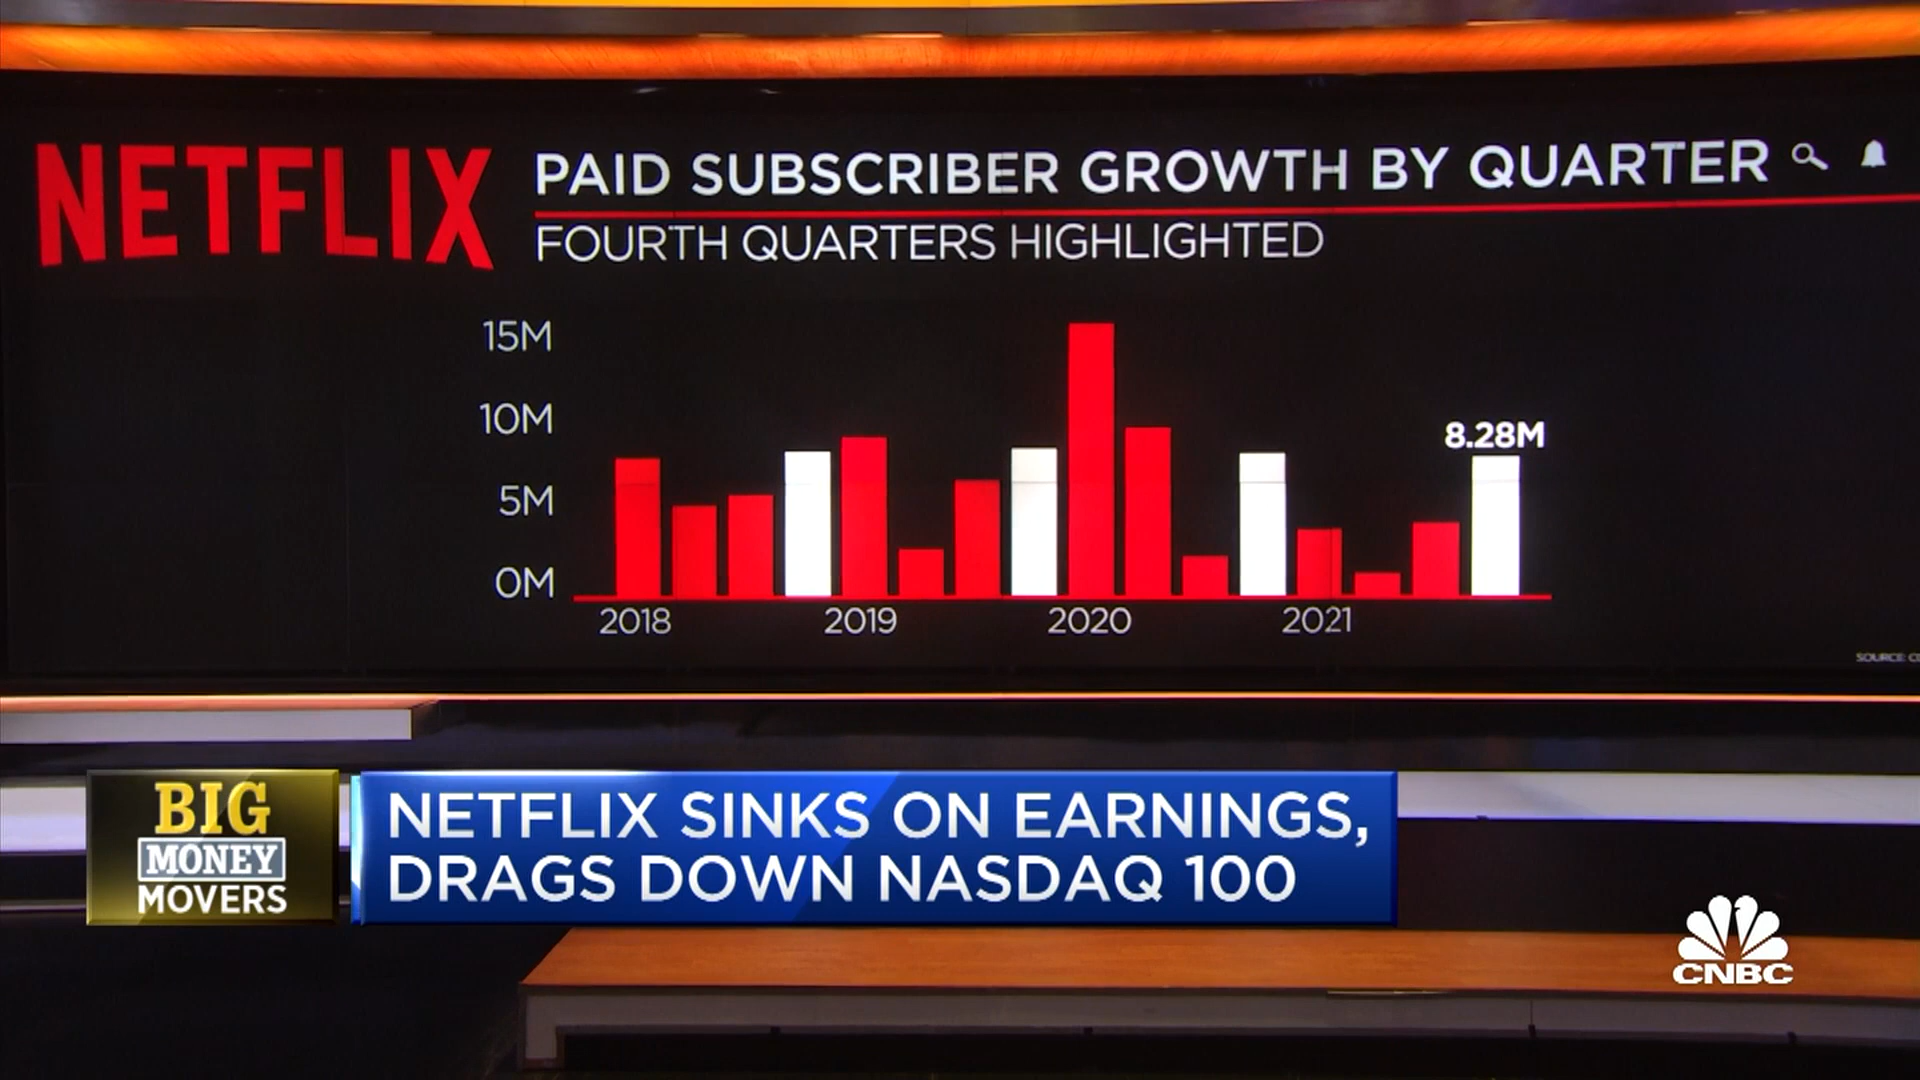 NETFLIX
PAID SUBSCRIBER GROWTH BY QUARTER
FOURTH QUARTERS HIGHLIGHTED
15M
10M
5M
0M
8.28M
2018 2019 2020 2021
SOURCE:
BIG
MONEY
MOVERS
NETFLIX SINKS ON EARNINGS,
DRAGS DOWN NASDAQ 100
CNBC